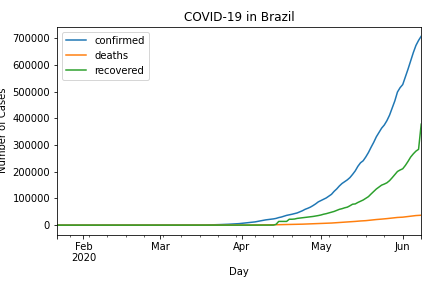 COVID-19 in Brazil
confirmed
deaths
recovered
700000
600000
500000
400000
300000
200000
100000
0
Number of Cases
Feb
2020
Mar
Apr
May
Jun
Day